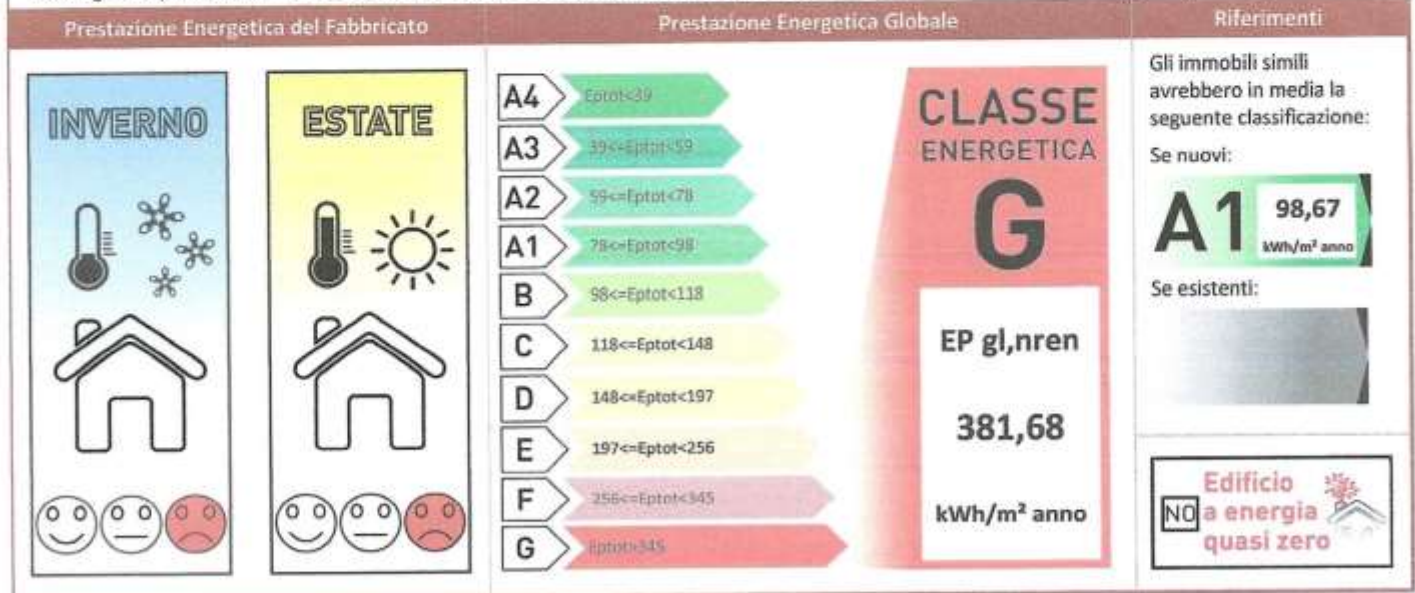 Prestazione Energetica del Fabbricato
Prestazione Energetica Globale
Riferimenti
INVERNO
ESTATE
A4 Eptot<39
A3 39<=Eptot<59
A2 59<=Eptot<78
A1 78<=Eptot<98
B 98<=Eptot<118
C 118<=Eptot<148
D 148<=Eptot<197
E 197<=Eptot<256
F 256<=Eptot<345
G Eptot>345
CLASSE
ENERGETICA
G
EP gl,nren
381,68
kWh/m² anno
Gli immobili simili
avrebbero in media la
seguente classificazione:
Se nuovi:
A1 98,67
kWh/m² anno
Se esistenti:
Edificio
NO a energia
quasi zero